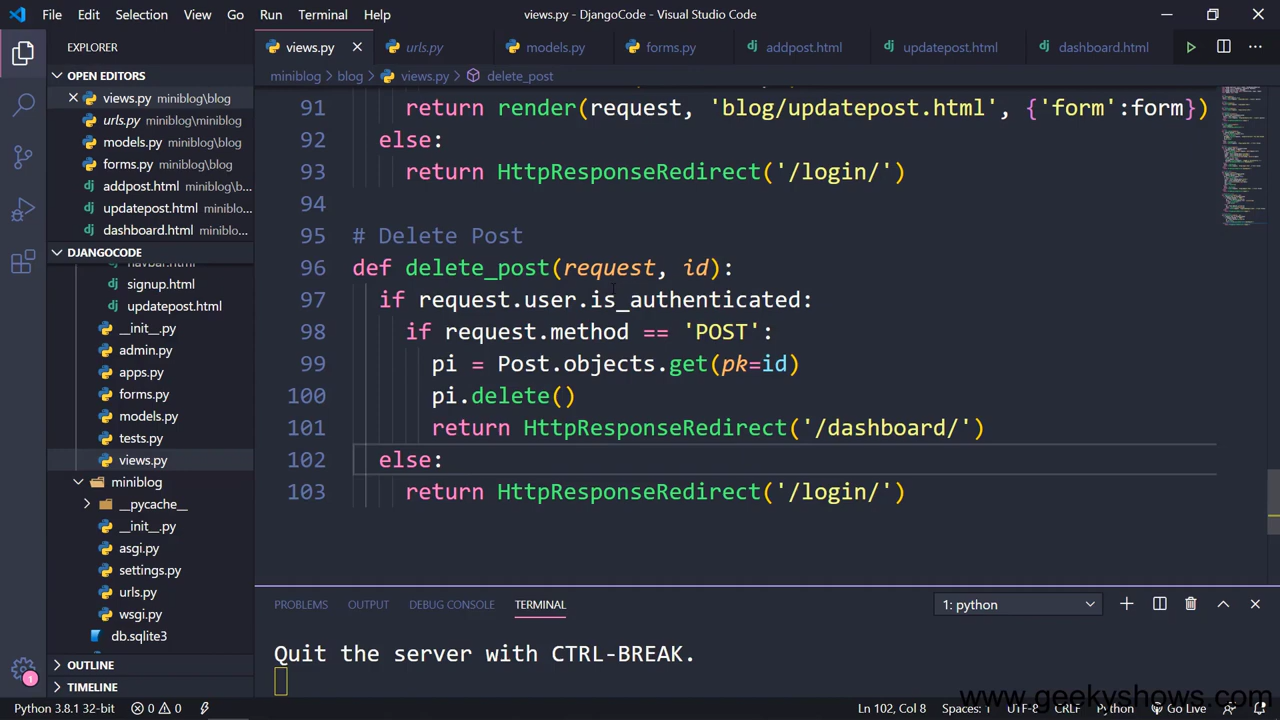 File Edit Selection View Go Run Terminal Help
views.py - DjangoCode - Visual Studio Code
EXPLORER
views.py urls.py models.py forms.py addpost.html updatepost.html dashboard.html
OPEN EDITORS
views.py miniblog\blog
urls.py miniblog\miniblog
models.py miniblog\blog
forms.py miniblog\blog
addpost.html miniblog\b...
updatepost.html miniblo...
dashboard.html miniblo...
DJANGOCODE
navbar.html
signup.html
updatepost.html
__init__.py
admin.py
apps.py
forms.py
models.py
tests.py
views.py
miniblog
__pycache__
__init__.py
asgi.py
settings.py
urls.py
wsgi.py
db.sqlite3
OUTLINE
TIMELINE
miniblog > blog > views.py > delete_post
91 return render(request, 'blog/updatepost.html', {'form':form})
92 else:
93 return HttpResponseRedirect('/login/')
94
95 # Delete Post
96 def delete_post(request, id):
97 if request.user.is_authenticated:
98 if request.method == 'POST':
99 pi = Post.objects.get(pk=id)
100 pi.delete()
101 return HttpResponseRedirect('/dashboard/')
102 else:
103 return HttpResponseRedirect('/login/')
PROBLEMS OUTPUT DEBUG CONSOLE TERMINAL
1: python
Quit the server with CTRL-BREAK.
www.geekyshows.com
1
Python 3.8.1 32-bit 0 0 Ln 102, Col 8 Spaces: 1 UTF-8 CRLF Python Go Live